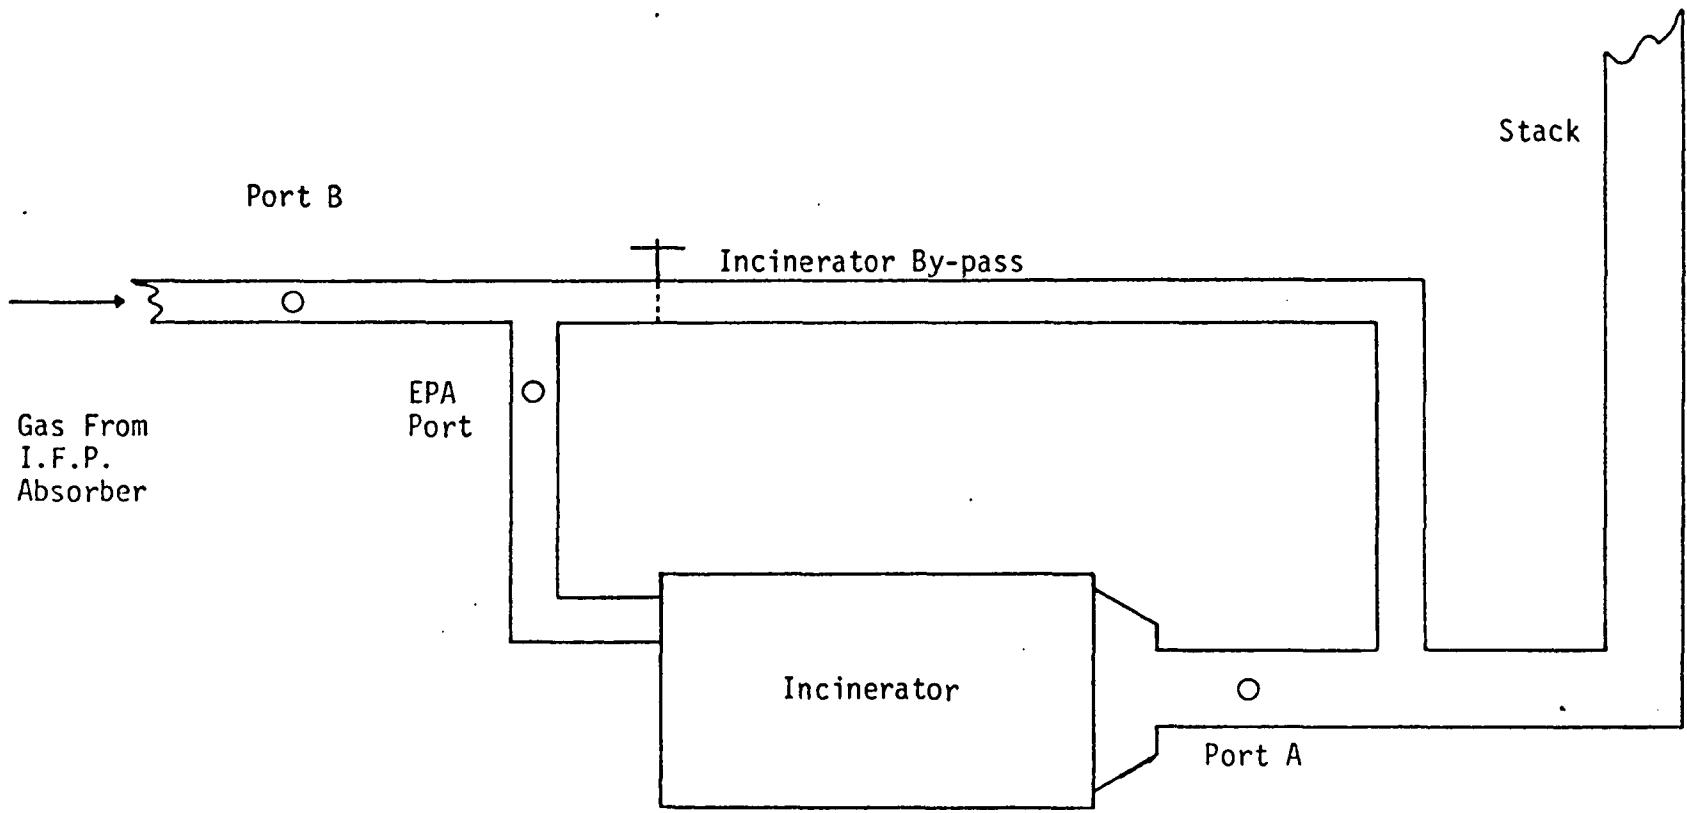 Stack
Port B
Incinerator By-pass
EPA
Port
Gas From
I.F.P.
Absorber
Incinerator
Port A